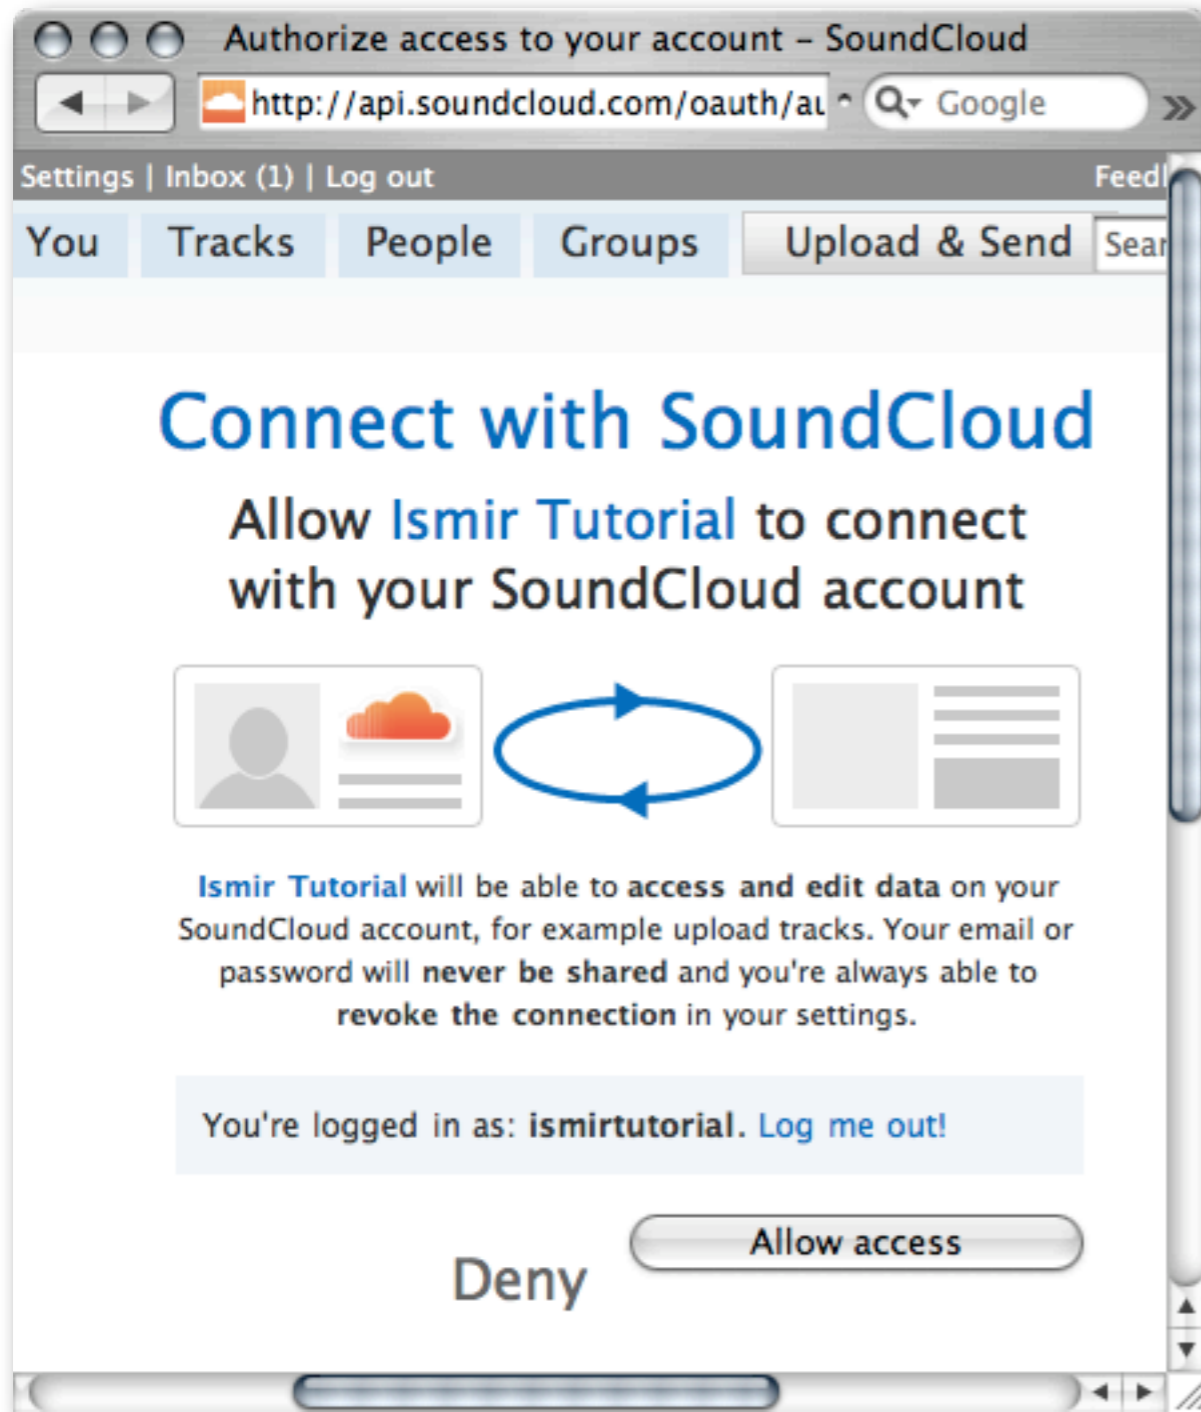 Authorize access to your account – SoundCloud
http://api.soundcloud.com/oauth/au Google
Settings | Inbox (1) | Log out
You Tracks People Groups Upload & Send
Connect with SoundCloud
Allow Ismir Tutorial to connect
with your SoundCloud account
Ismir Tutorial will be able to access and edit data on your
SoundCloud account, for example upload tracks. Your email or
password will never be shared and you're always able to
revoke the connection in your settings.
You're logged in as: ismirtutorial. Log me out!
Allow access
Deny